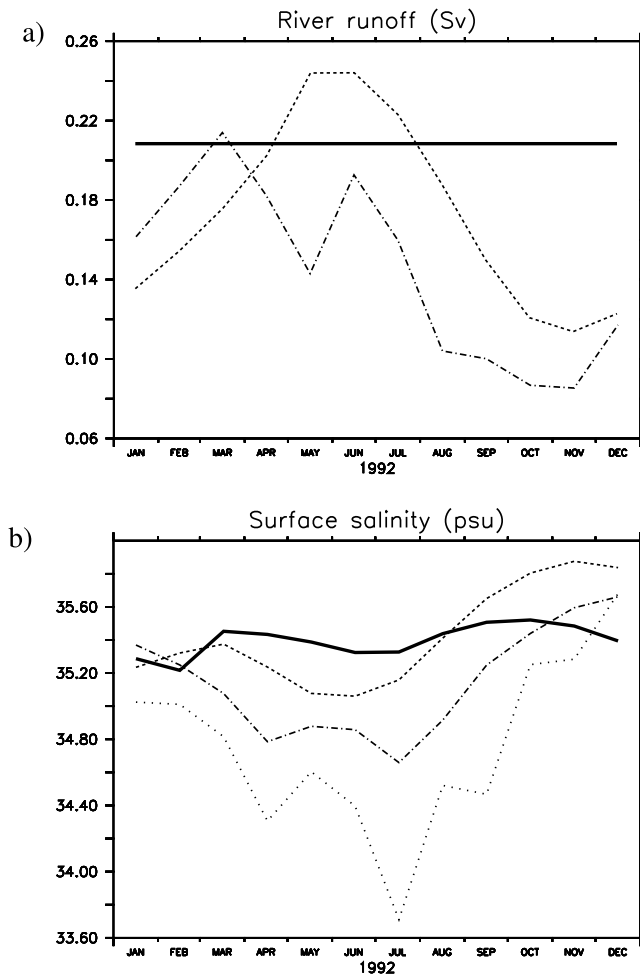 River runoff (Sv)
a)
0.26
0.22
0.18
0.14
0.10
0.06
JAN FEB MAR APR MAY JUN JUL AUG SEP OCT NOV DEC
1992
Surface salinity (psu)
b)
35.60
35.20
34.80
34.40
34.00
33.60
JAN FEB MAR APR MAY JUN JUL AUG SEP OCT NOV DEC
1992